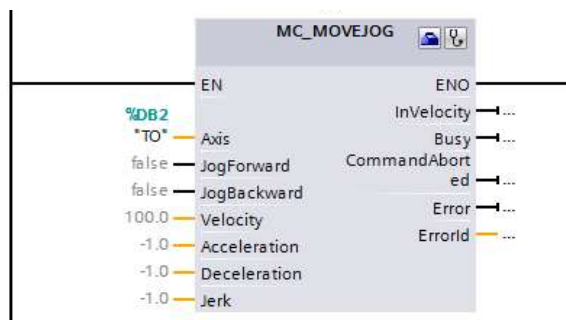 MC_MOVEJOG
EN ENO
%DB2 InVelocity ...
"TO" Axis Busy ...
false JogForward CommandAbort
ed ...
false JogBackward Error ...
100.0 Velocity ErrorId ...
-1.0 Acceleration
-1.0 Deceleration
-1.0 Jerk